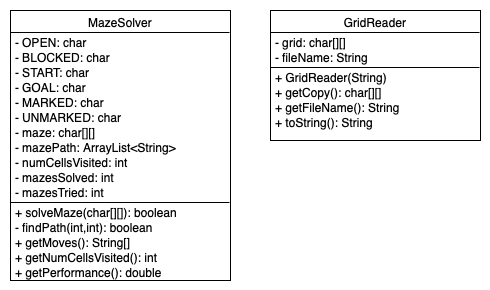 MazeSolver
- OPEN: char
- BLOCKED: char
- START: char
- GOAL: char
- MARKED: char
- UNMARKED: char
- maze: char[][]
- mazePath: ArrayList<String>
- numCellsVisited: int
- mazesSolved: int
- mazesTried: int
+ solveMaze(char[][]): boolean
- findPath(int,int): boolean
+ getMoves(): String[]
+ getNumCellsVisited(): int
+ getPerformance(): double
GridReader
- grid: char[][]
- fileName: String
+ GridReader(String)
+ getCopy(): char[][]
+ getFileName(): String
+ toString(): String